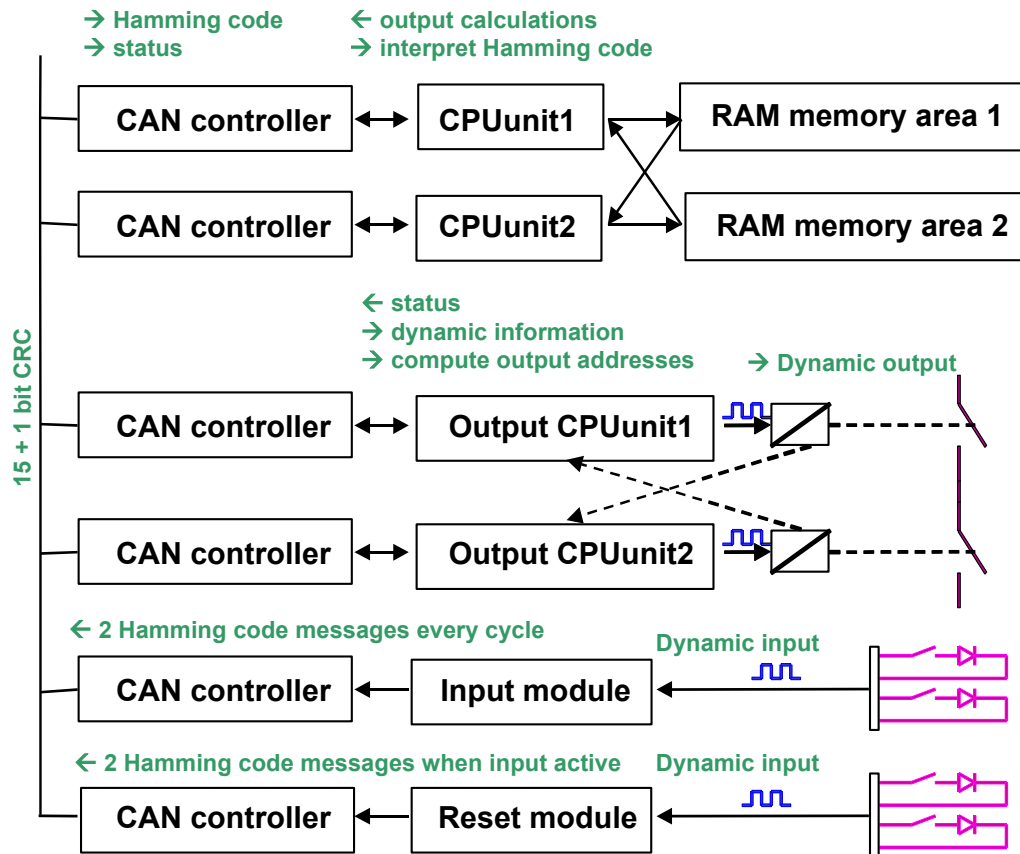 → Hamming code
→ status
← output calculations
→ interpret Hamming code
CAN controller
CPUunit1
RAM memory area 1
CAN controller
CPUunit2
RAM memory area 2
15 + 1 bit CRC
← status
→ dynamic information
→ compute output addresses
→ Dynamic output
CAN controller
Output CPUunit1
CAN controller
Output CPUunit2
← 2 Hamming code messages every cycle
Dynamic input
CAN controller
Input module
← 2 Hamming code messages when input active
Dynamic input
CAN controller
Reset module